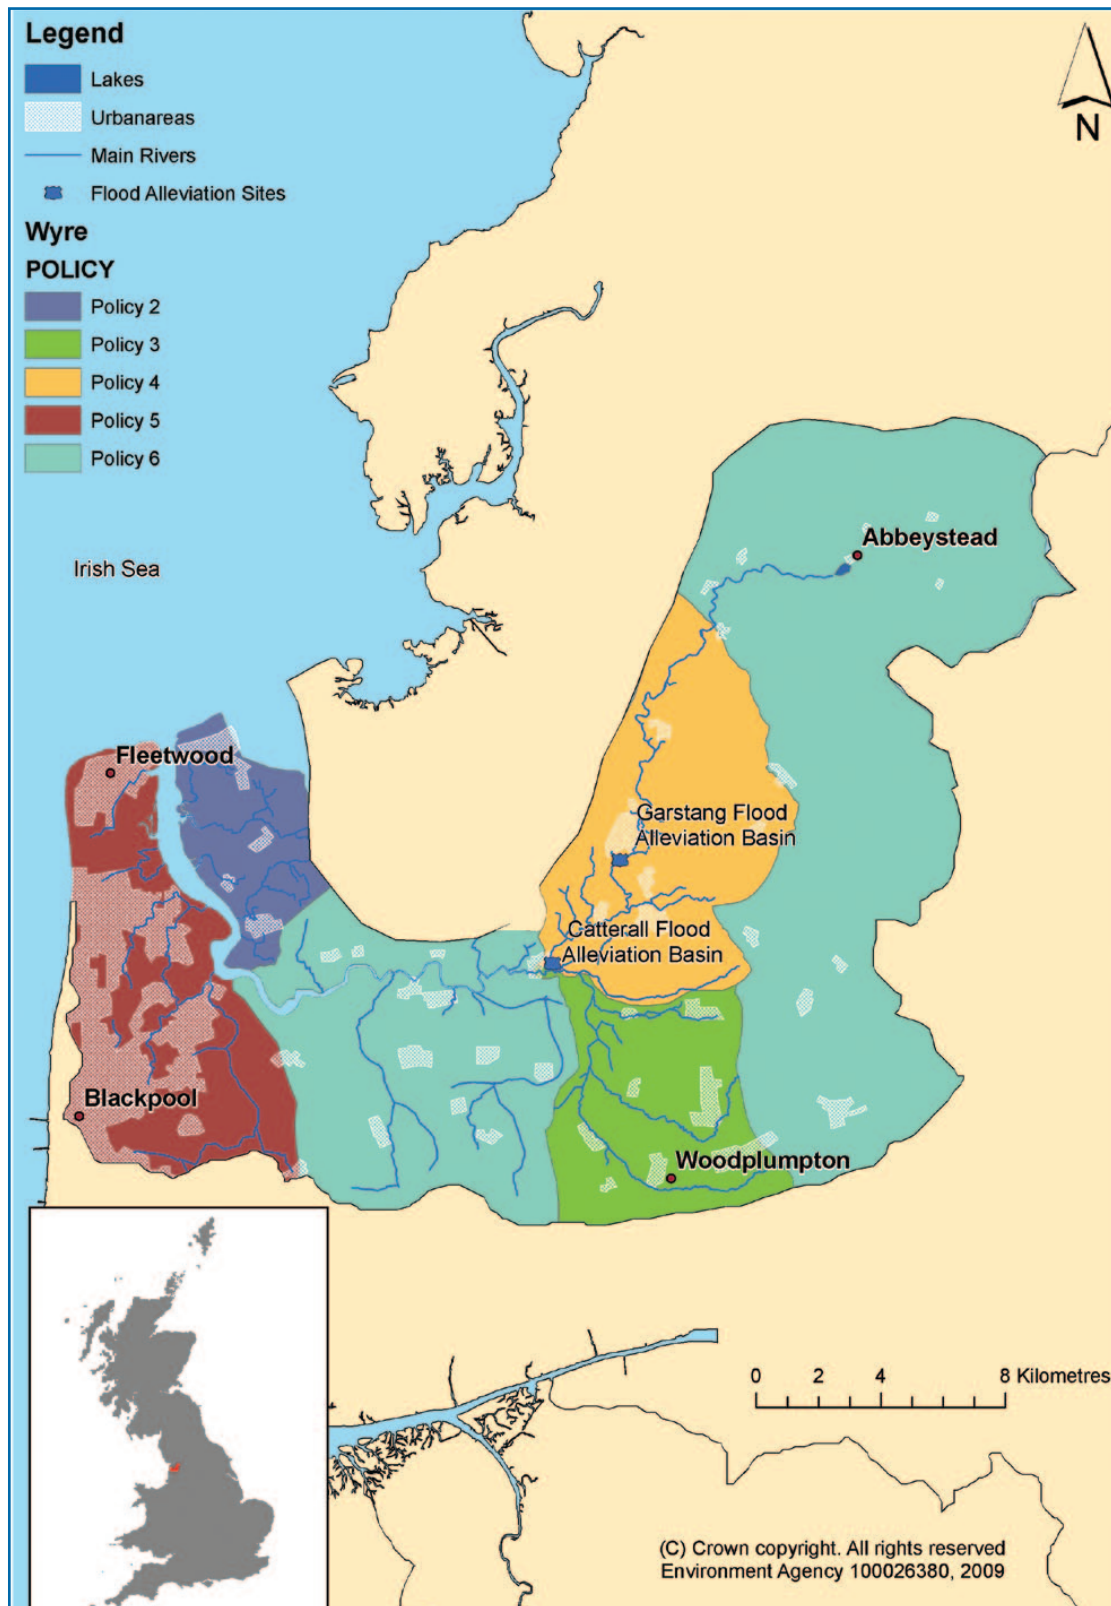 Legend
Lakes
Urbanareas
Main Rivers
Flood Alleviation Sites
Wyre
POLICY
Policy 2
Policy 3
Policy 4
Policy 5
Policy 6
N
Irish Sea
Abbeystead
Fleetwood
Garstang Flood
Alleviation Basin
Catterall Flood
Alleviation Basin
Blackpool
Woodplumpton
0 2 4 8 Kilometres
(C) Crown copyright. All rights reserved
Environment Agency 100026380, 2009